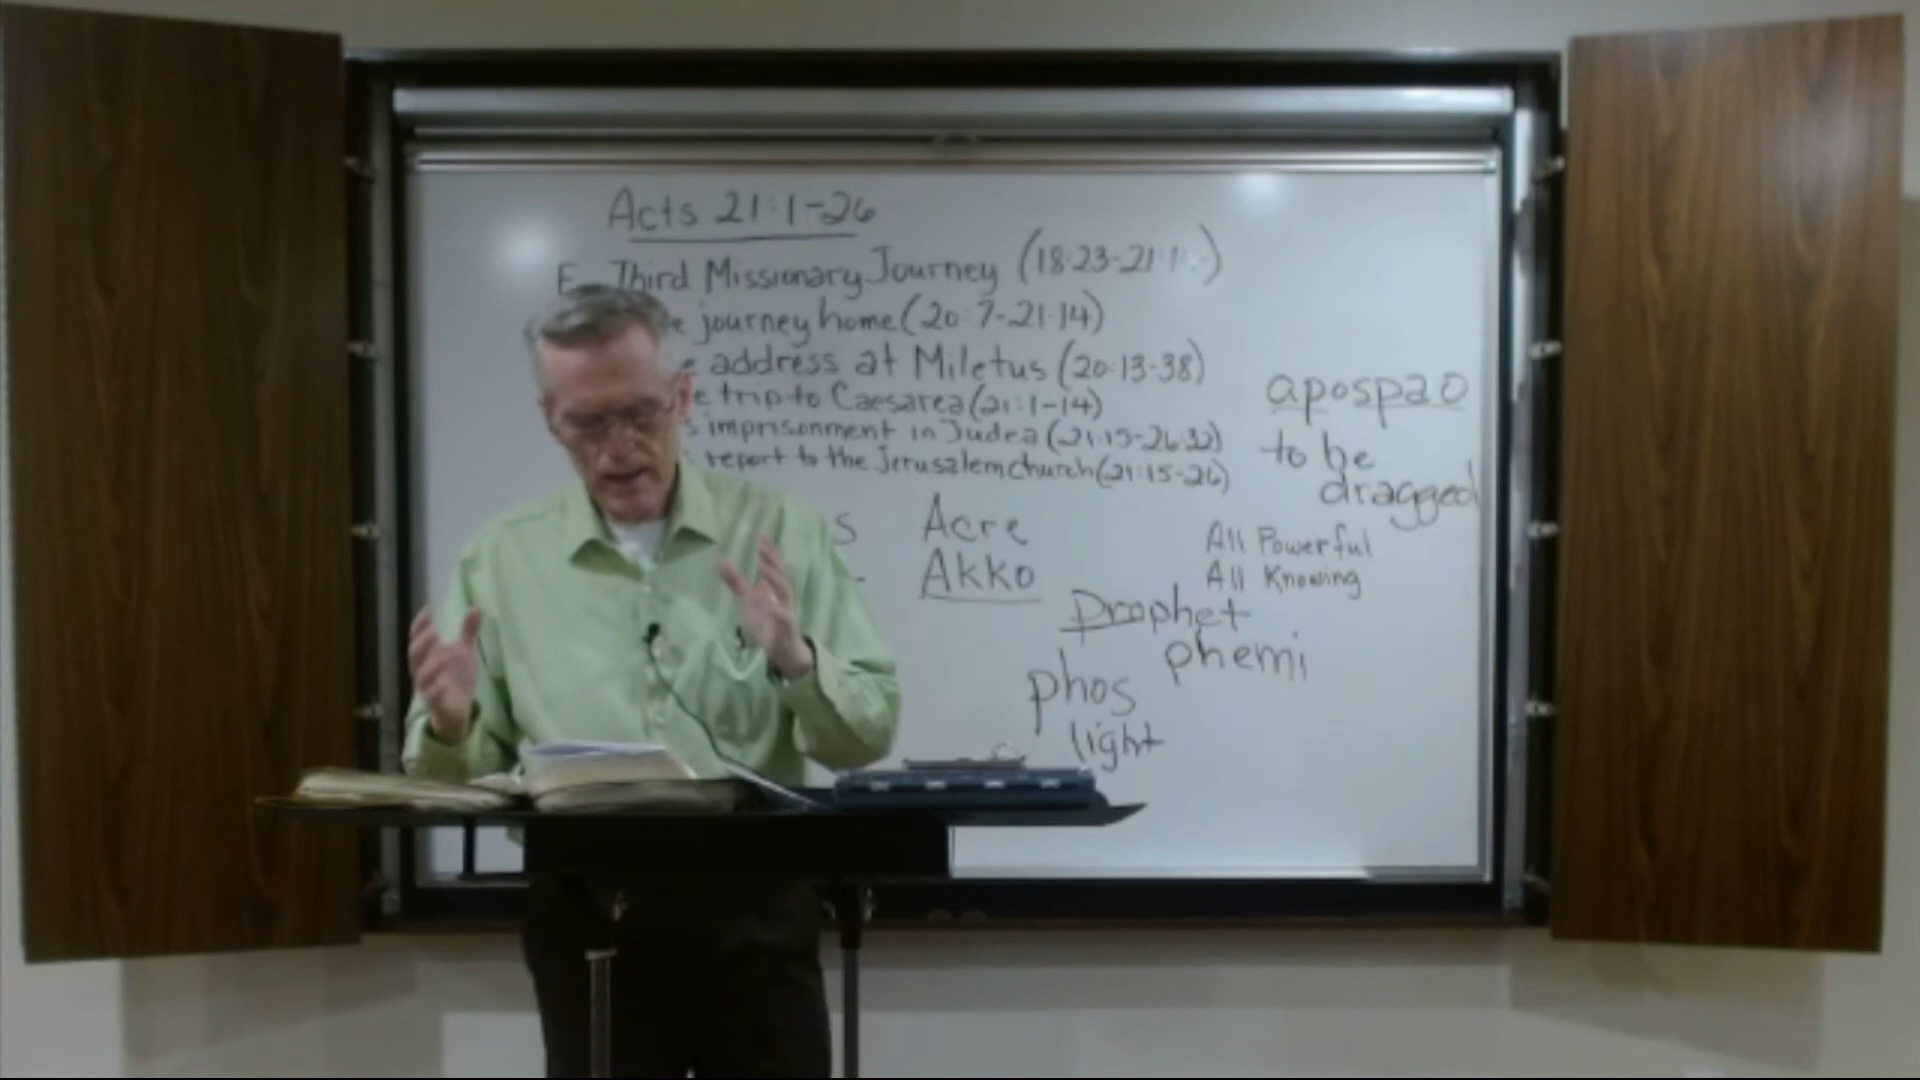 Acts 21:1-26
E Third Missionary Journey (18:23-21:1
journey home (20:7-21:14)
address at Miletus (20:13-38)
trip to Caesarea (21:1-14)
imprisonment in Judea (21:15-26:32)
report to the Jerusalem church (21:15-26)
apospao
to be
dragged
Acre
Akko
All Powerful
All Knowing
Prophet
phemi
phos
light